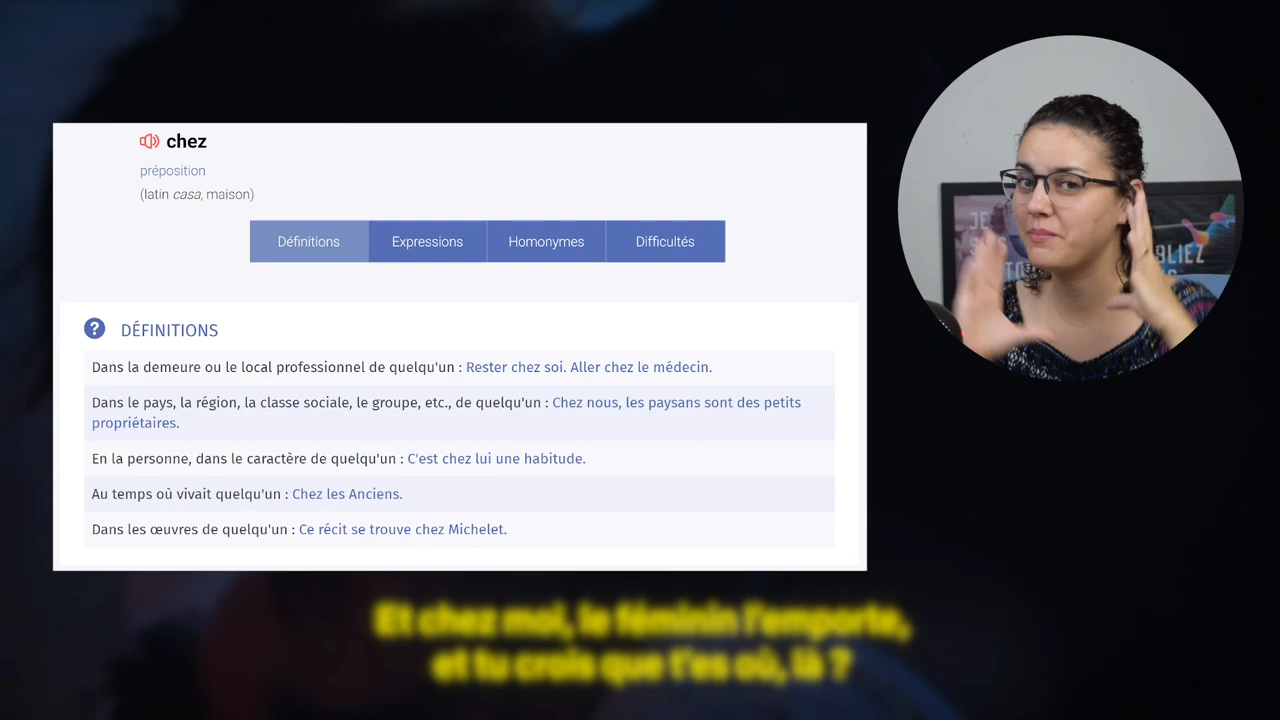 chez
préposition
(latin casa, maison)
Définitions
Expressions
Homonymes
Difficultés
?
DÉFINITIONS
Dans la demeure ou le local professionnel de quelqu'un : Rester chez soi. Aller chez le médecin.
Dans le pays, la région, la classe sociale, le groupe, etc., de quelqu'un : Chez nous, les paysans sont des petits
propriétaires.
En la personne, dans le caractère de quelqu'un : C'est chez lui une habitude.
Au temps où vivait quelqu'un : Chez les Anciens.
Dans les œuvres de quelqu'un : Ce récit se trouve chez Michelet.
Et chez moi, le féminin l'emporte,
et tu crois que t'es où, là ?